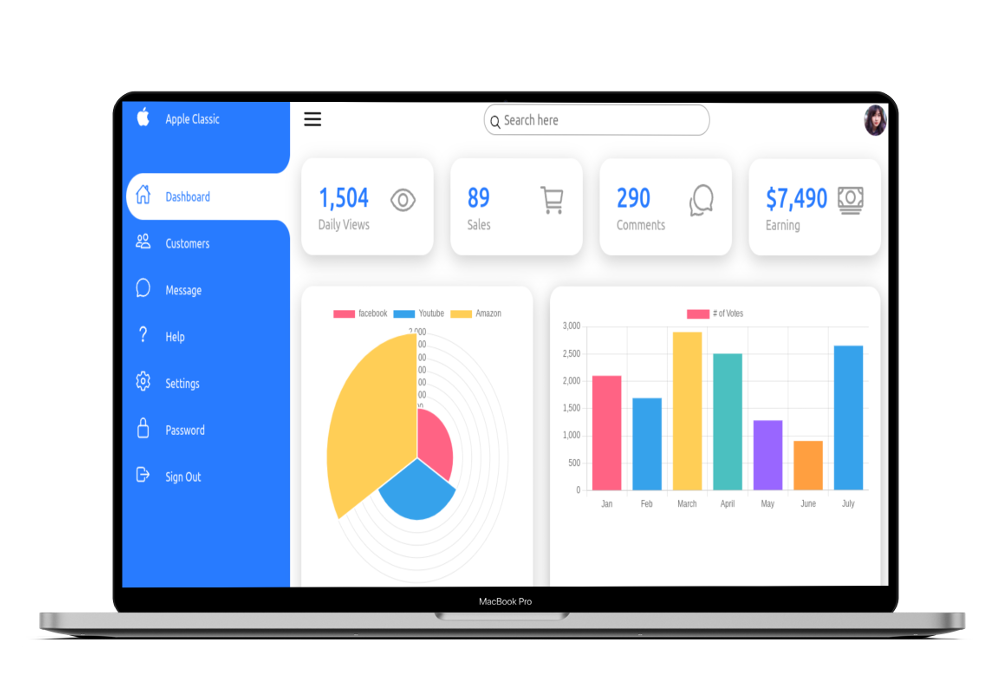 Apple Classic
Search here
Dashboard
Customers
Message
Help
Settings
Password
Sign Out
1,504
Daily Views
89
Sales
290
Comments
$7,490
Earning
facebook Youtube Amazon
2,000
# of Votes
3,000
2,500
2,000
1,500
1,000
500
0
Jan Feb March April May June July
MacBook Pro